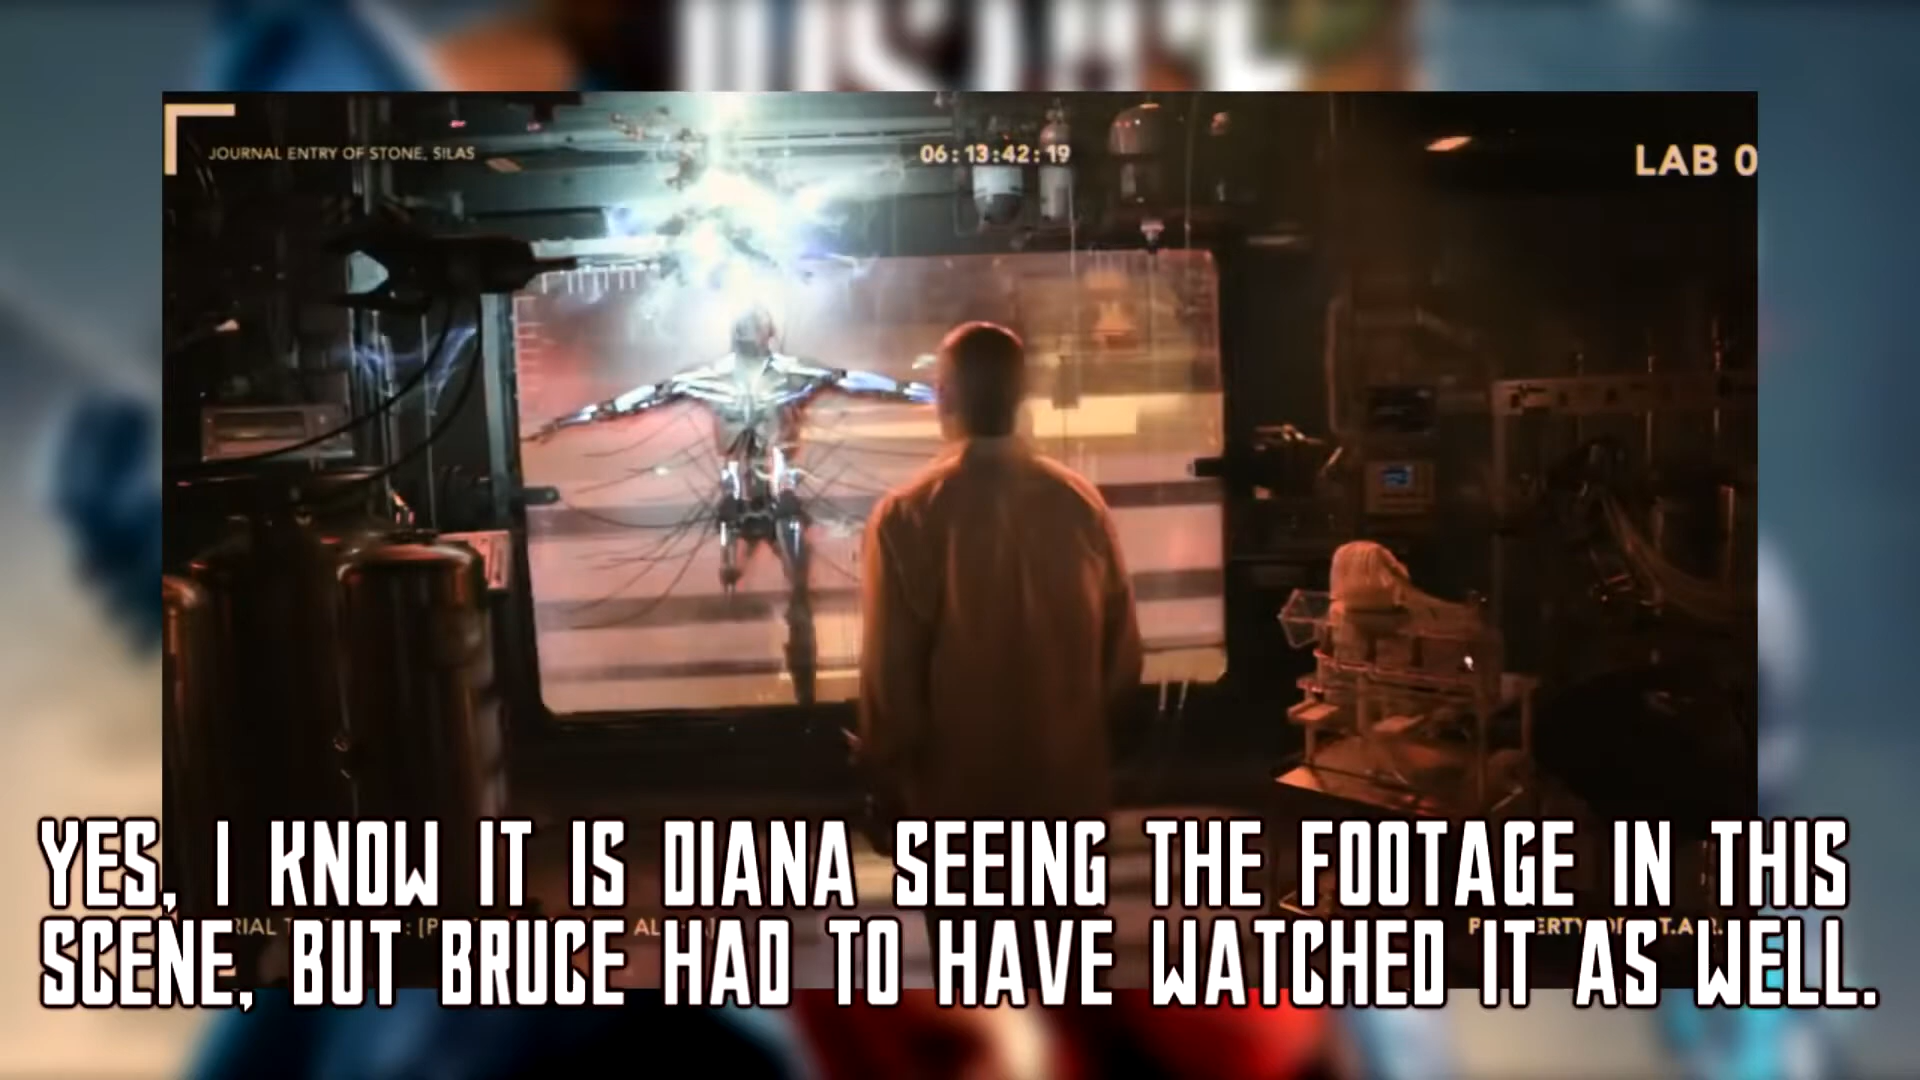 JOURNAL ENTRY OF STONE, SILAS
06:13:42:19
LAB 0
YES, I KNOW IT IS DIANA SEEING THE FOOTAGE IN THIS
SCENE, BUT BRUCE HAD TO HAVE WATCHED IT AS WELL.